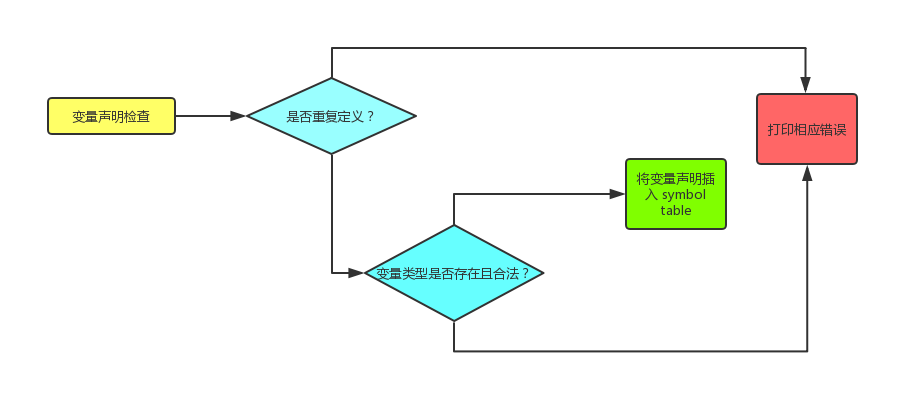 变量声明检查
是否重复定义？
打印相应错误
将变量声明插
入 symbol
table
变量类型是否存在且合法？